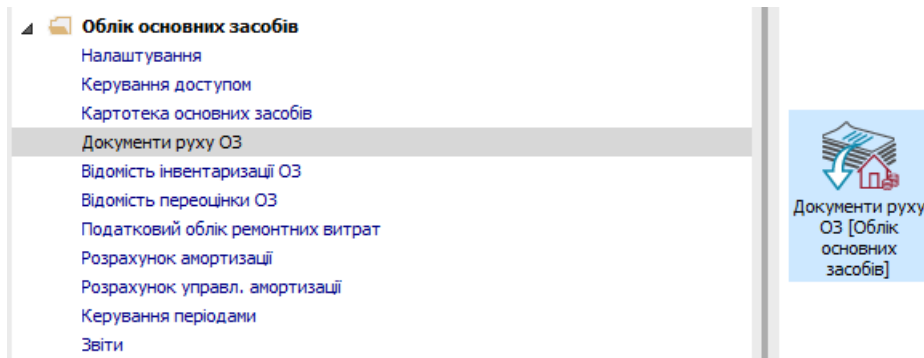 Облік основних засобів
Налаштування
Керування доступом
Картотека основних засобів
Документи руху ОЗ
Відомість інвентаризації ОЗ
Відомість переоцінки ОЗ
Податковий облік ремонтних витрат
Розрахунок амортизації
Розрахунок управл. амортизації
Керування періодами
Звіти
Документи руху
ОЗ [Облік
основних
засобів]